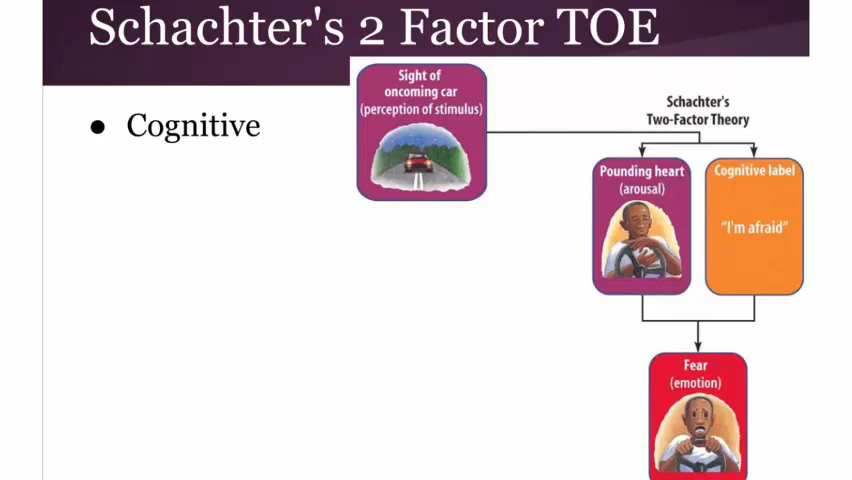 Schachter's 2 Factor TOE
● Cognitive
Sight of
oncoming car
(perception of stimulus)
Schachter's
Two-Factor Theory
Pounding heart
(arousal)
Cognitive label
"I'm afraid"
Fear
(emotion)